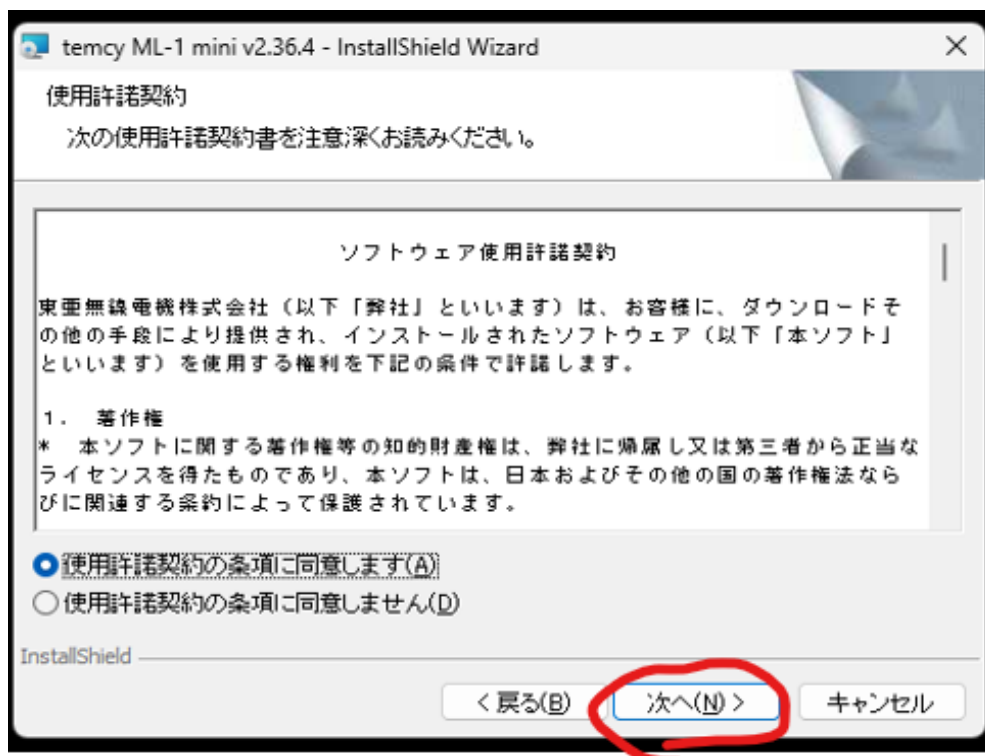 temcy ML-1 mini v2.36.4 - InstallShield Wizard
使用許諾契約
次の使用許諾契約書を注意深くお読みください。
ソフトウェア使用許諾契約
東亜無線電機株式会社（以下「弊社」といいます）は、お客様に、ダウンロードそ
の他の手段により提供され、インストールされたソフトウェア（以下「本ソフト」
といいます）を使用する権利を下記の条件で許諾します。
1． 著作権
* 本ソフトに関する著作権等の知的財産権は、弊社に帰属し又は第三者から正当な
ライセンスを得たものであり、本ソフトは、日本およびその他の国の著作権法なら
びに関連する条約によって保護されています。
使用許諾契約の条項に同意します(A)
使用許諾契約の条項に同意しません(D)
InstallShield
< 戻る(B)
次へ(N) >
キャンセル